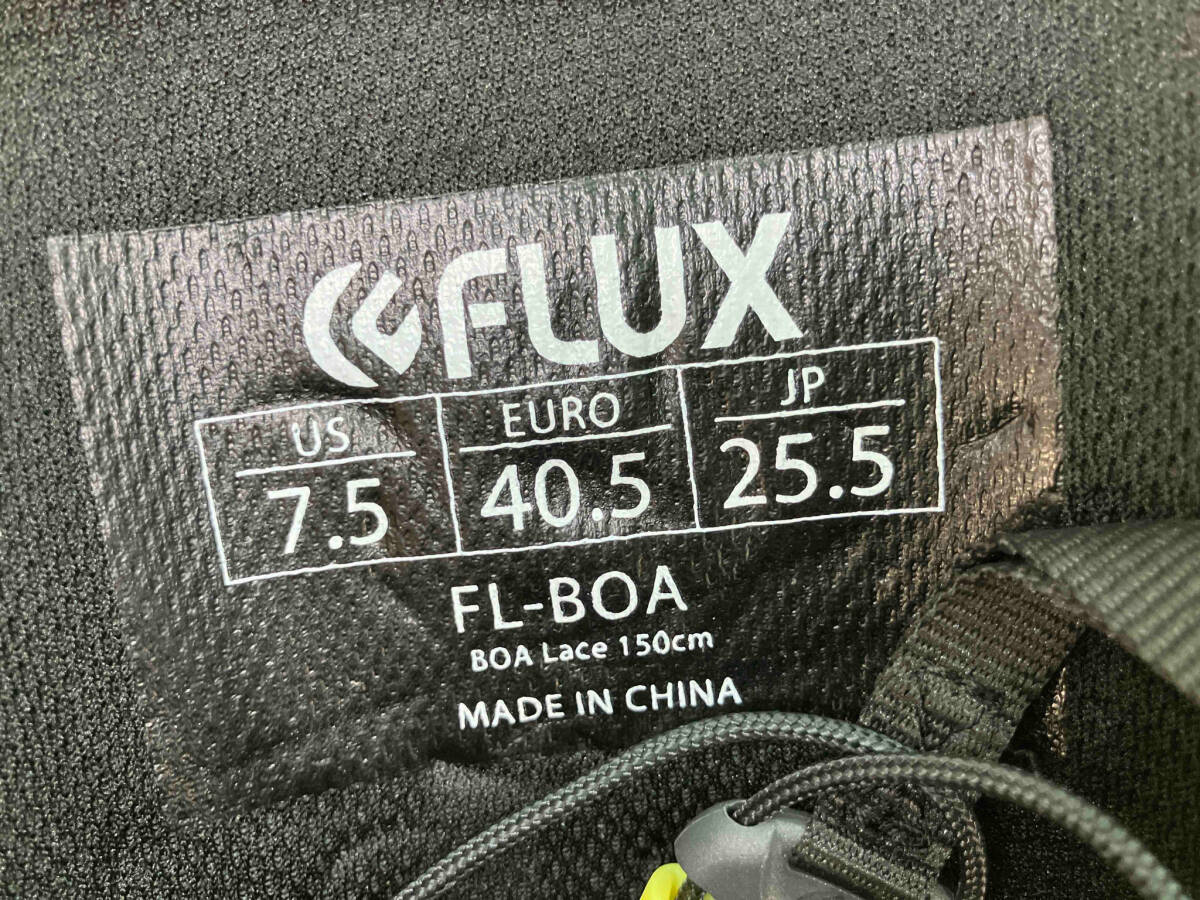 FLUX
US EURO JP
7.5 40.5 25.5
FL-BOA
BOA Lace 150cm
MADE IN CHINA